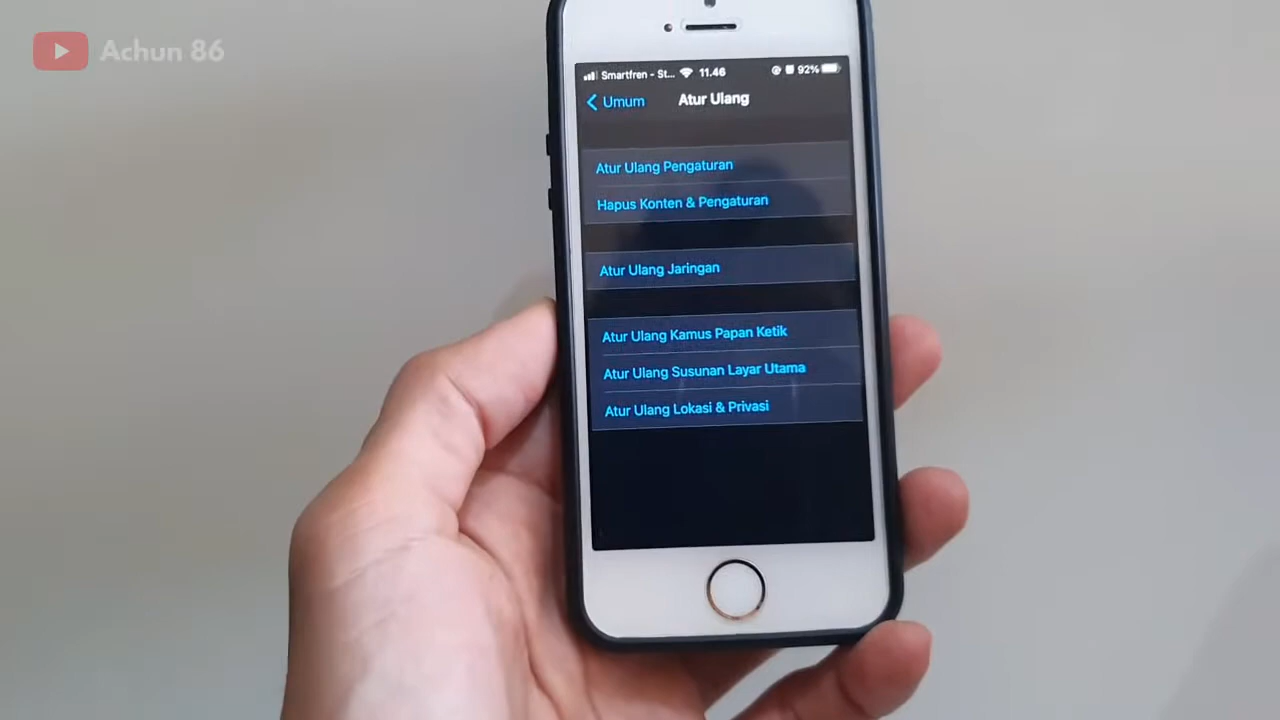 Achun 86
Smartfren - St... 11.46 92%
Umum Atur Ulang
Atur Ulang Pengaturan
Hapus Konten & Pengaturan
Atur Ulang Jaringan
Atur Ulang Kamus Papan Ketik
Atur Ulang Susunan Layar Utama
Atur Ulang Lokasi & Privasi